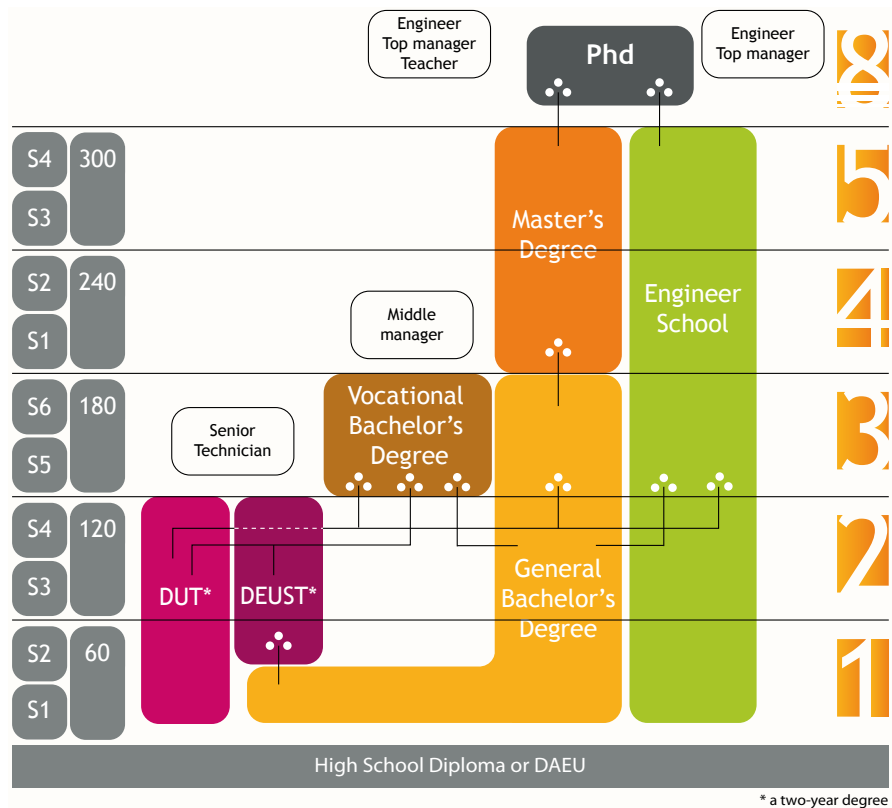 Engineer
Top manager
Teacher
Phd
Engineer
Top manager
8
S4
300
S3
5
Master's
Degree
S2
240
S1
Engineer
School
4
Middle
manager
S6
180
S5
Vocational
Bachelor's
Degree
Senior
Technician
3
S4
120
S3
DUT*
DEUST*
General
Bachelor's
Degree
2
S2
60
S1
1
High School Diploma or DAEU
* a two-year degree